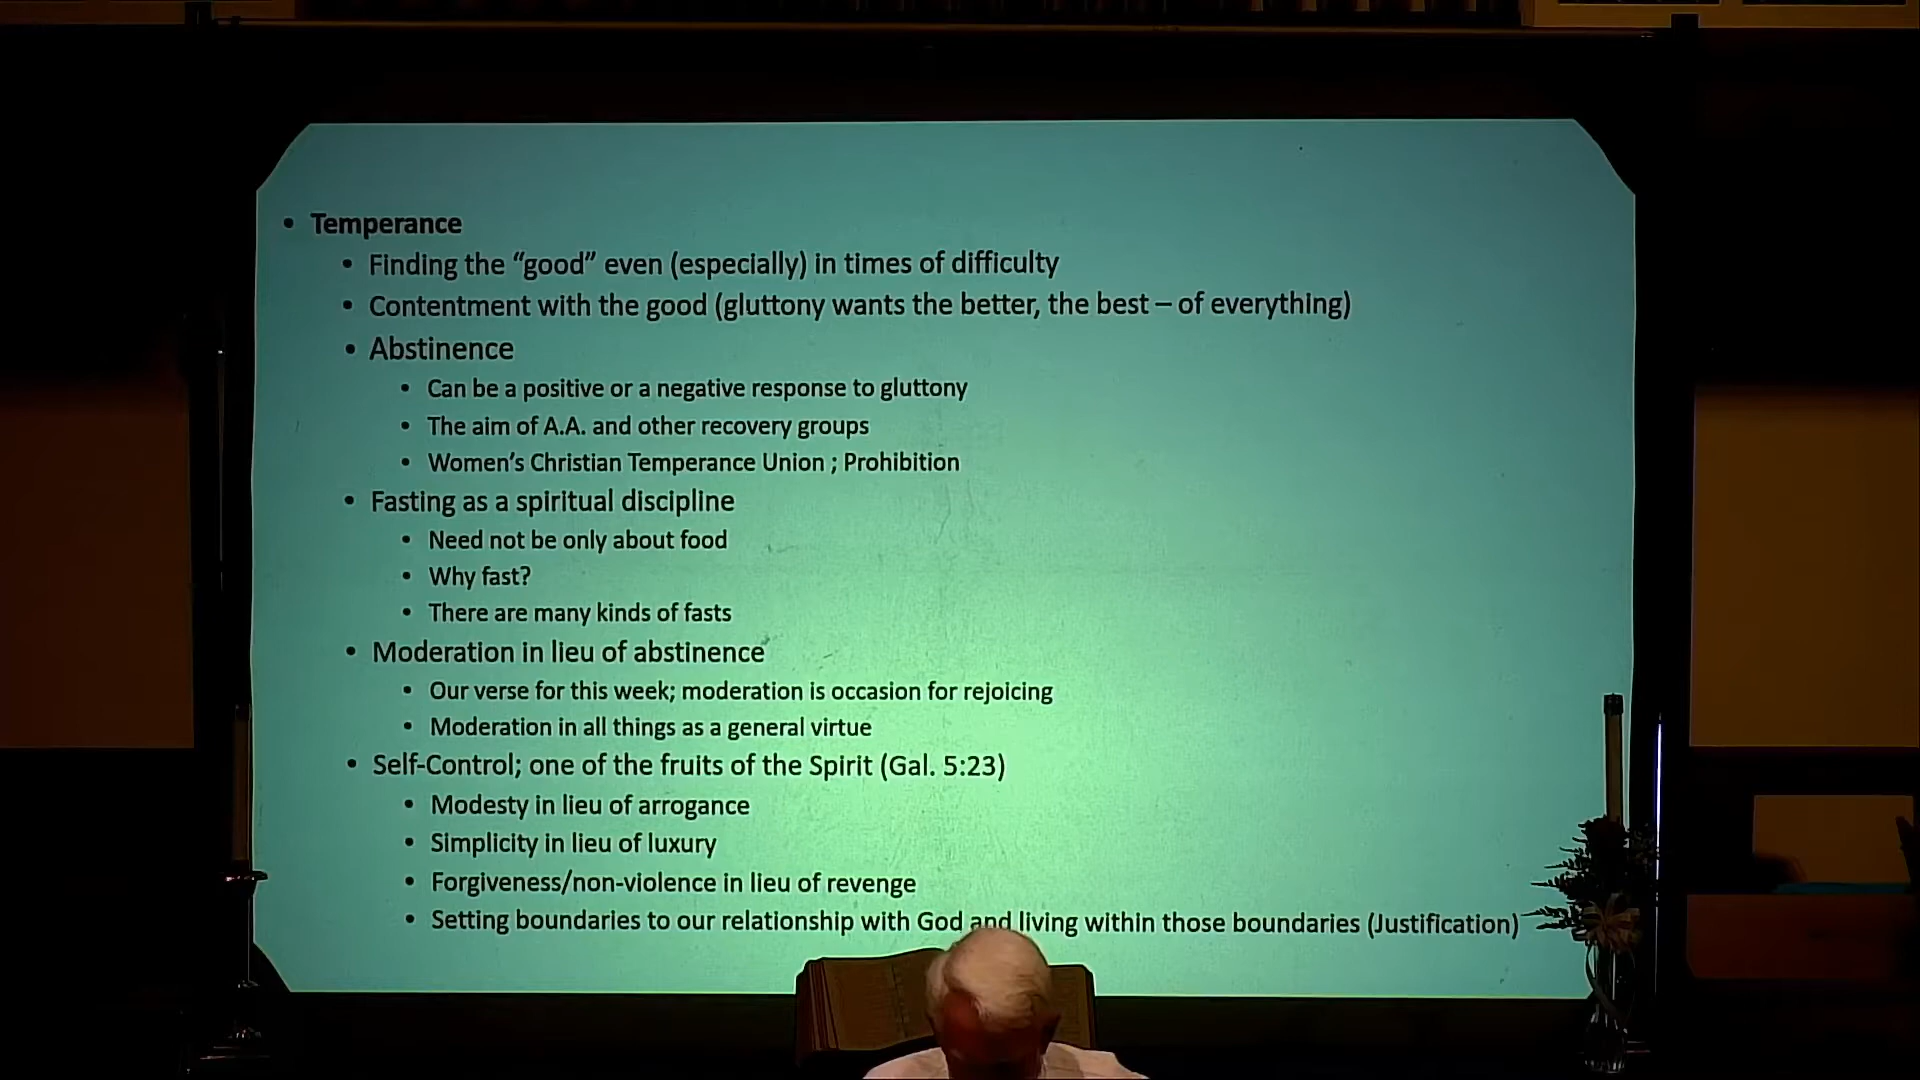 • Temperance
• Finding the “good” even (especially) in times of difficulty
• Contentment with the good (gluttony wants the better, the best – of everything)
• Abstinence
• Can be a positive or a negative response to gluttony
• The aim of A.A. and other recovery groups
• Women’s Christian Temperance Union ; Prohibition
• Fasting as a spiritual discipline
• Need not be only about food
• Why fast?
• There are many kinds of fasts
• Moderation in lieu of abstinence
• Our verse for this week; moderation is occasion for rejoicing
• Moderation in all things as a general virtue
• Self-Control; one of the fruits of the Spirit (Gal. 5:23)
• Modesty in lieu of arrogance
• Simplicity in lieu of luxury
• Forgiveness/non-violence in lieu of revenge
• Setting boundaries to our relationship with God and living within those boundaries (Justification)